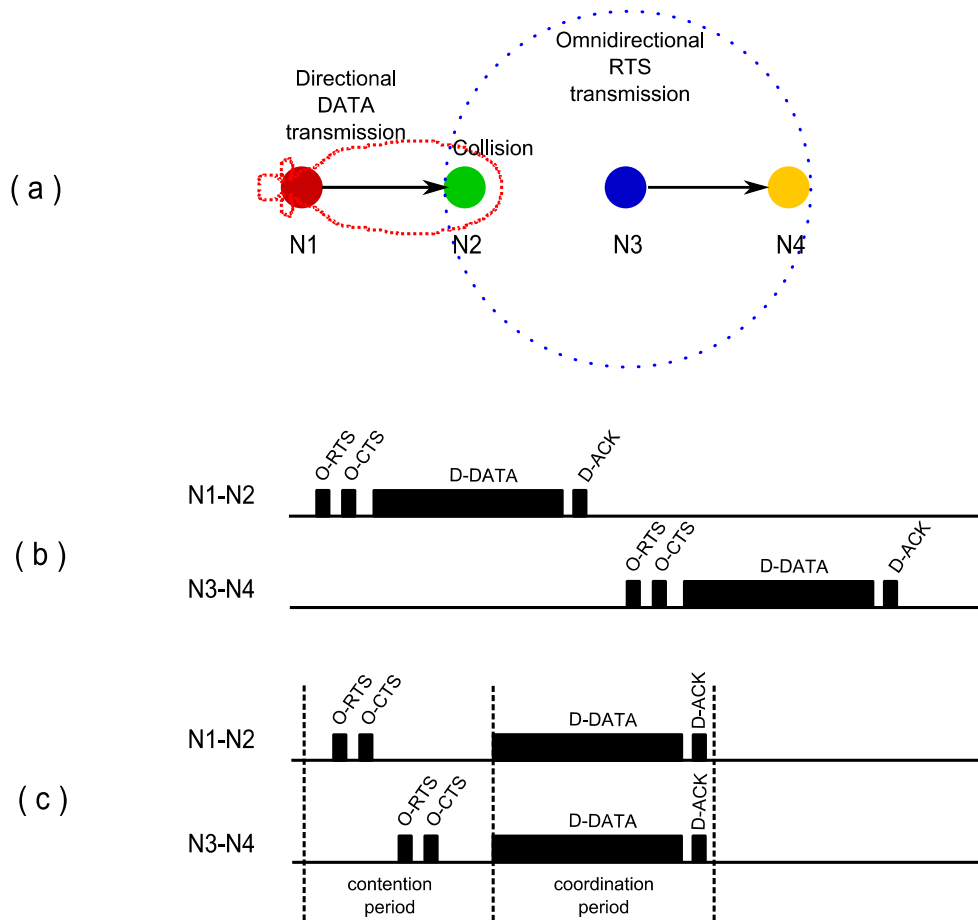 Omnidirectional
RTS
transmission
Directional
DATA
transmission
Collision
( a )
N1
N2
N3
N4
O-RTS
O-CTS
D-DATA
D-ACK
N1-N2
( b )
O-RTS
O-CTS
D-DATA
D-ACK
N3-N4
O-RTS
O-CTS
D-DATA
D-ACK
N1-N2
( c )
O-RTS
O-CTS
D-DATA
D-ACK
N3-N4
contention
period
coordination
period